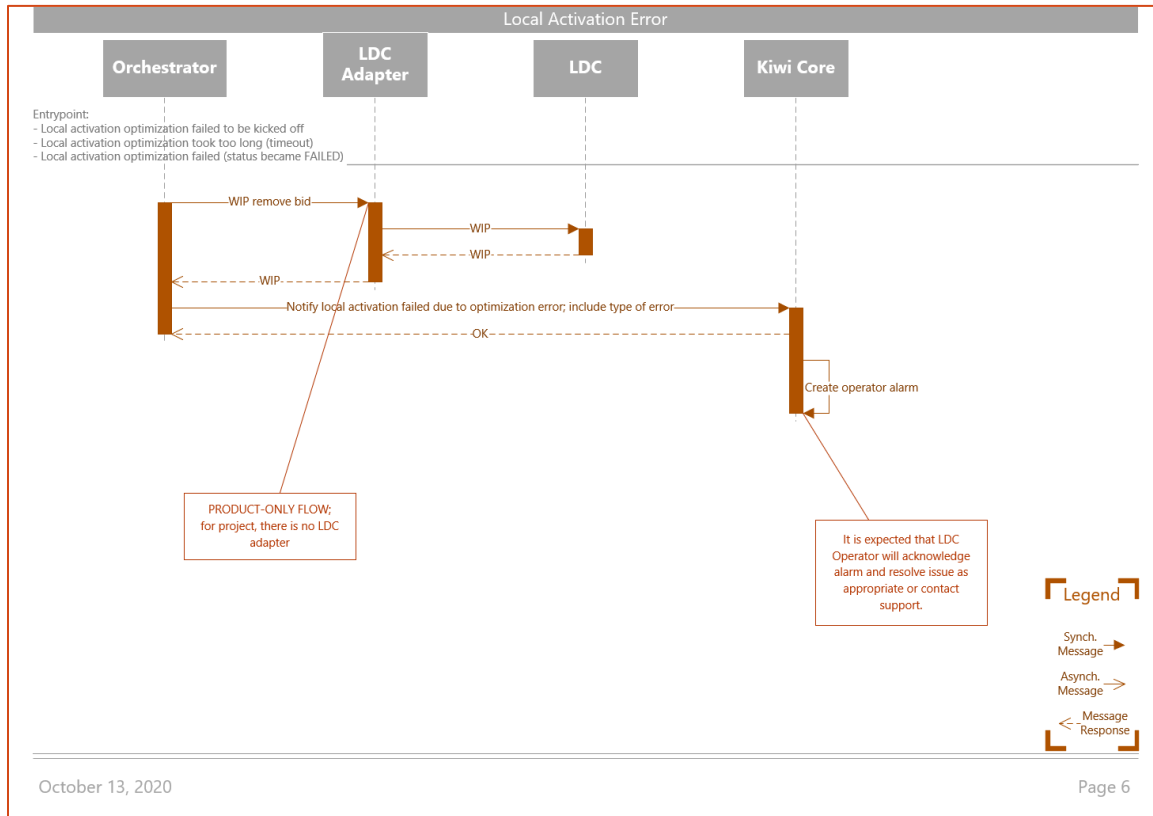 Local Activation Error
Orchestrator
LDC
Adapter
LDC
Kiwi Core
Entrypoint:
- Local activation optimization failed to be kicked off
- Local activation optimization took too long (timeout)
- Local activation optimization failed (status became FAILED)
WIP remove bid
WIP
WIP
WIP
Notify local activation failed due to optimization error; include type of error
OK
Create operator alarm
PRODUCT-ONLY FLOW;
for project, there is no LDC
adapter
It is expected that LDC
Operator will acknowledge
alarm and resolve issue as
appropriate or contact
support.
Legend
Synch.
Message
Asynch.
Message
Message
Response
October 13, 2020
Page 6